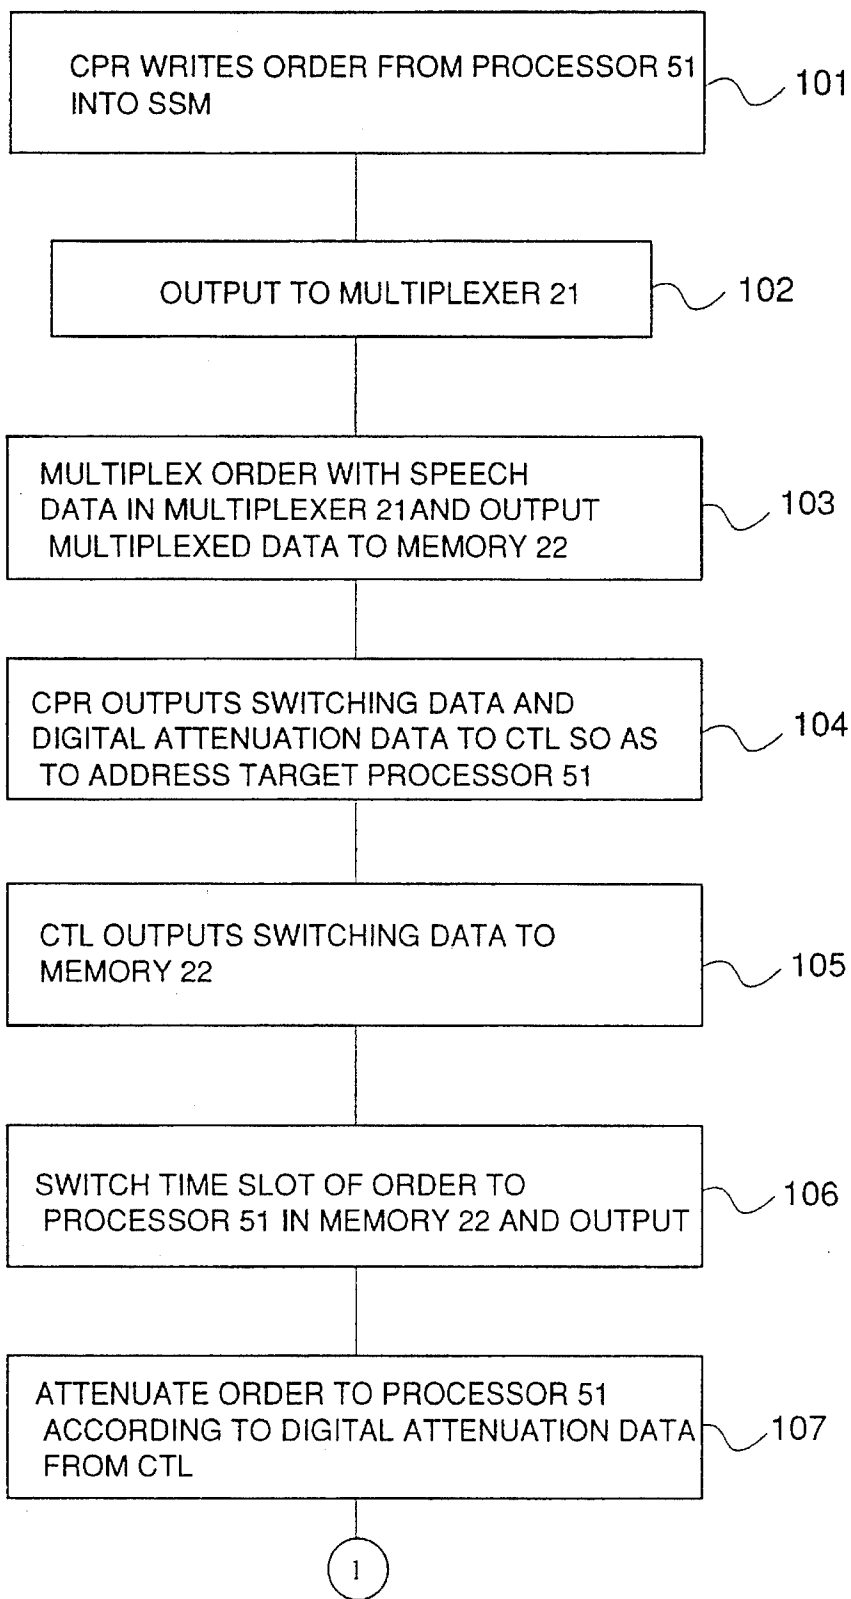 CPR WRITES ORDER FROM PROCESSOR 51
INTO SSM
101
OUTPUT TO MULTIPLEXER 21
102
MULTIPLEX ORDER WITH SPEECH
DATA IN MULTIPLEXER 21AND OUTPUT
MULTIPLEXED DATA TO MEMORY 22
103
CPR OUTPUTS SWITCHING DATA AND
DIGITAL ATTENUATION DATA TO CTL SO AS
TO ADDRESS TARGET PROCESSOR 51
104
CTL OUTPUTS SWITCHING DATA TO
MEMORY 22
105
SWITCH TIME SLOT OF ORDER TO
PROCESSOR 51 IN MEMORY 22 AND OUTPUT
106
ATTENUATE ORDER TO PROCESSOR 51
ACCORDING TO DIGITAL ATTENUATION DATA
FROM CTL
107
1